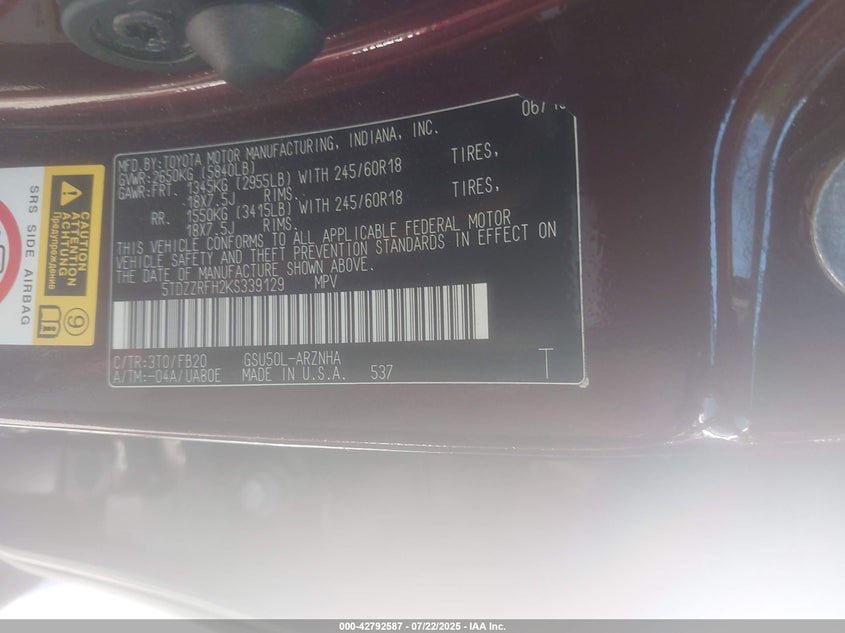 06/
MFD.BY:TOYOTA MOTOR MANUFACTURING, INDIANA, INC.
GVWR:2650KG (5840LB)
GAWR:FRT. 1345KG (2955LB) WITH 245/60R18 TIRES,
18X7.5J RIMS.
RR. 1550KG (3415LB) WITH 245/60R18 TIRES,
18X7.5J RIMS.
THIS VEHICLE CONFORMS TO ALL APPLICABLE FEDERAL MOTOR
VEHICLE SAFETY AND THEFT PREVENTION STANDARDS IN EFFECT ON
THE DATE OF MANUFACTURE SHOWN ABOVE.
5TDZZRFH2KS339129 MPV
C/TR:3T0/FB20 GSU50L-ARZNHA
A/TM:-04A/UA80E MADE IN U.S.A. 537 T
SRS SIDE AIRBAG
CAUTION
ATTENTION
ACHTUNG
Предупреждение
9
000-42792587 - 07/22/2025 - IAA Inc.